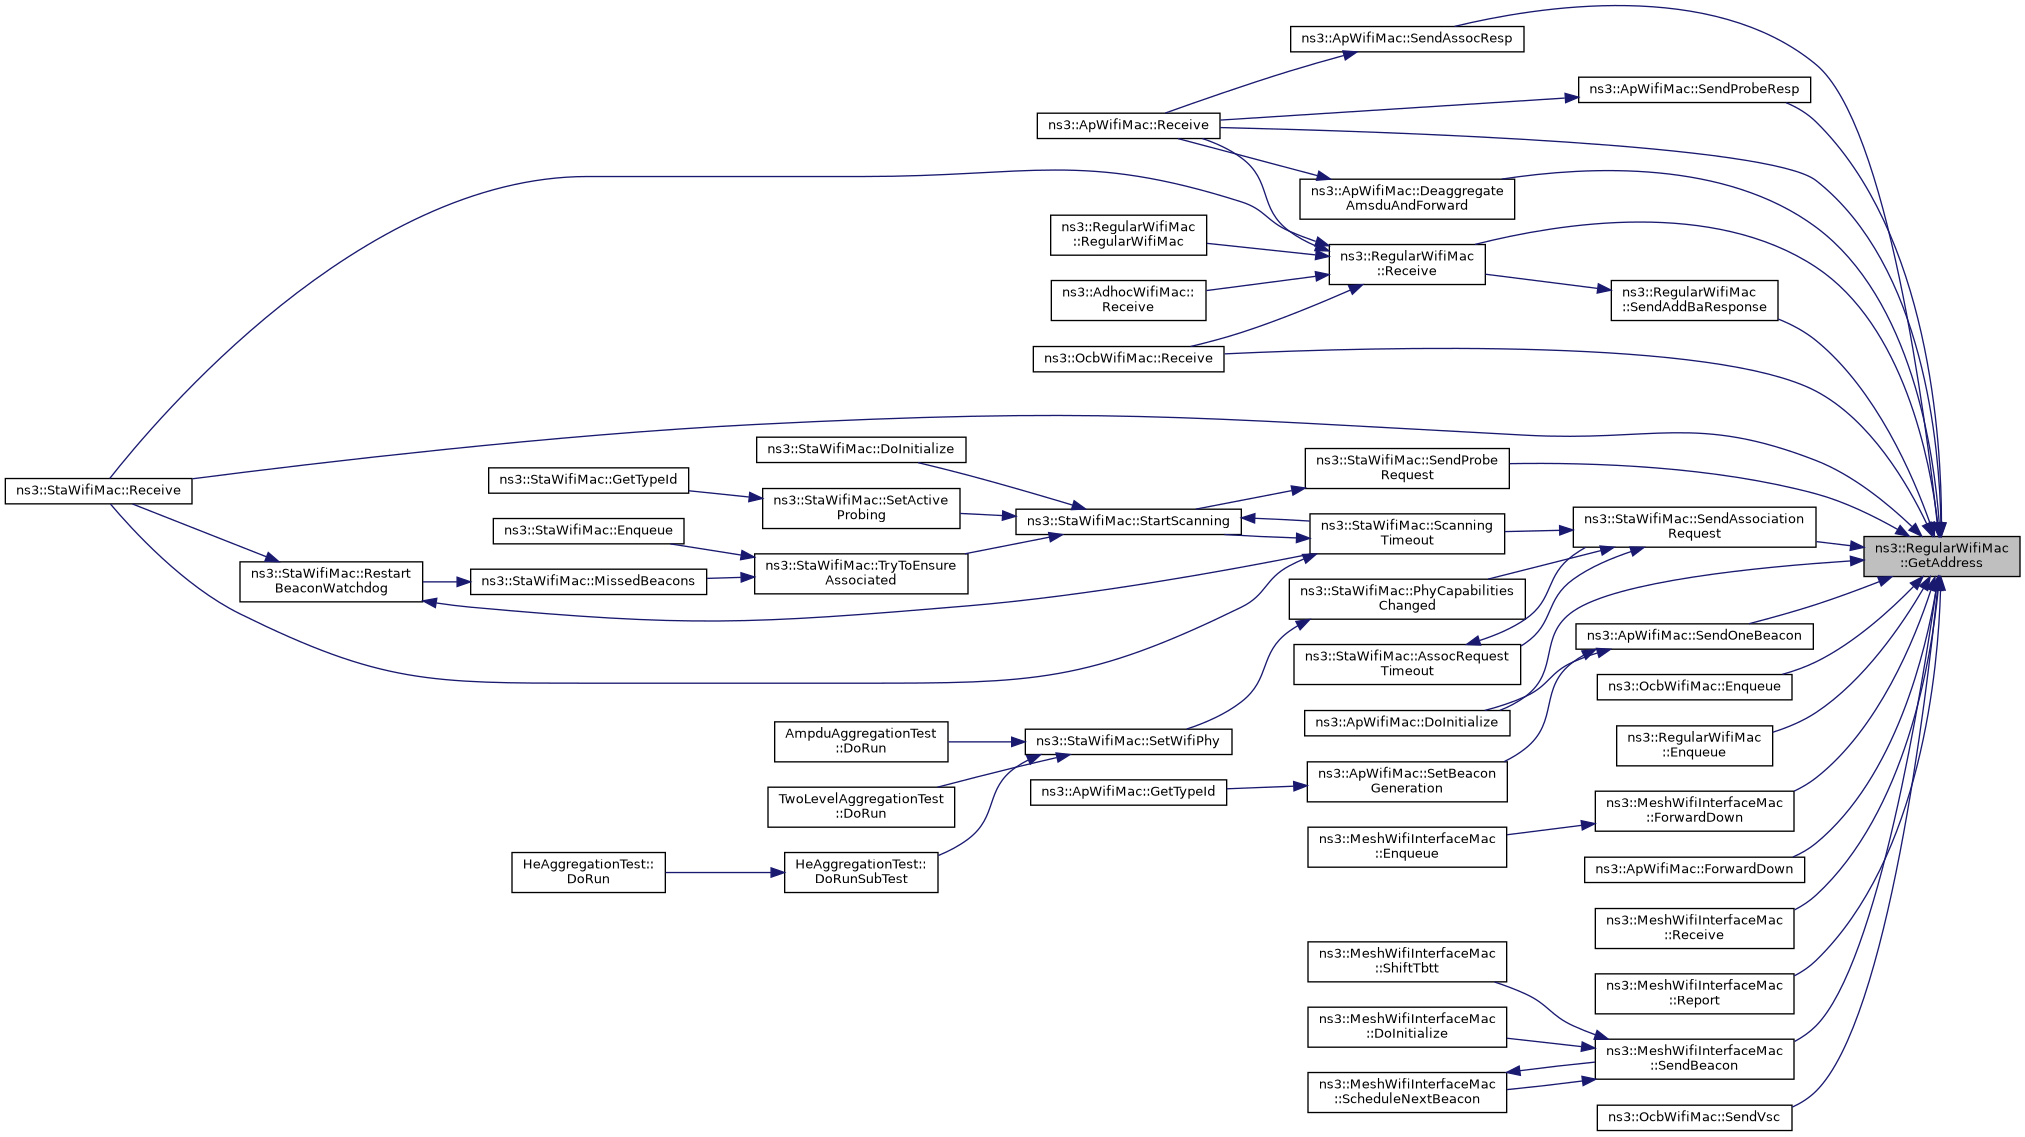 ns3::ApWifiMac::SendAssocResp
ns3::ApWifiMac::SendProbeResp
ns3::ApWifiMac::Receive
ns3::ApWifiMac::Deaggregate
AmsduAndForward
ns3::RegularWifiMac
::RegularWifiMac
ns3::RegularWifiMac
::Receive
ns3::AdhocWifiMac::
Receive
ns3::RegularWifiMac
::SendAddBaResponse
ns3::OcbWifiMac::Receive
ns3::StaWifiMac::DoInitialize
ns3::StaWifiMac::SendProbe
Request
ns3::StaWifiMac::GetTypeId
ns3::StaWifiMac::Receive
ns3::StaWifiMac::SetActive
Probing
ns3::StaWifiMac::StartScanning
ns3::StaWifiMac::Scanning
Timeout
ns3::StaWifiMac::SendAssociation
Request
ns3::StaWifiMac::Enqueue
ns3::RegularWifiMac
::GetAddress
ns3::StaWifiMac::TryToEnsure
Associated
ns3::StaWifiMac::Restart
BeaconWatchdog
ns3::StaWifiMac::MissedBeacons
ns3::StaWifiMac::PhyCapabilities
Changed
ns3::ApWifiMac::SendOneBeacon
ns3::StaWifiMac::AssocRequest
Timeout
ns3::OcbWifiMac::Enqueue
ns3::ApWifiMac::DoInitialize
AmpduAggregationTest
::DoRun
ns3::StaWifiMac::SetWifiPhy
ns3::RegularWifiMac
::Enqueue
ns3::ApWifiMac::SetBeacon
Generation
ns3::ApWifiMac::GetTypeId
TwoLevelAggregationTest
::DoRun
ns3::MeshWifiInterfaceMac
::ForwardDown
ns3::MeshWifiInterfaceMac
::Enqueue
HeAggregationTest::
DoRun
HeAggregationTest::
DoRunSubTest
ns3::ApWifiMac::ForwardDown
ns3::MeshWifiInterfaceMac
::Receive
ns3::MeshWifiInterfaceMac
::ShiftTbtt
ns3::MeshWifiInterfaceMac
::Report
ns3::MeshWifiInterfaceMac
::DoInitialize
ns3::MeshWifiInterfaceMac
::SendBeacon
ns3::MeshWifiInterfaceMac
::ScheduleNextBeacon
ns3::OcbWifiMac::SendVsc